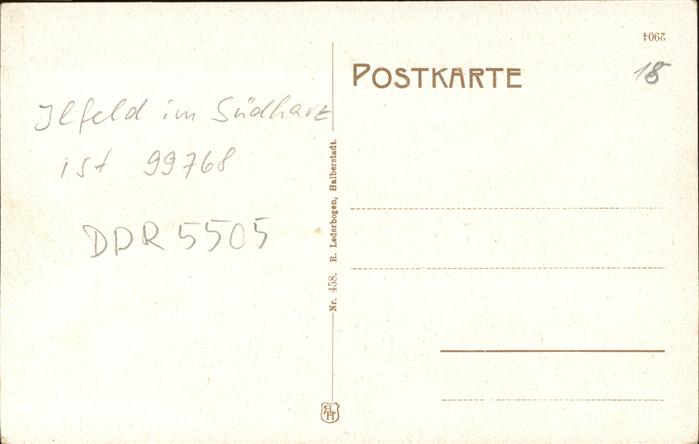 2904
POSTKARTE
18
Ilfeld im Südharz
ist 99768
DDR 5505
Nr. 458. R. Lederbogen, Halberstadt.